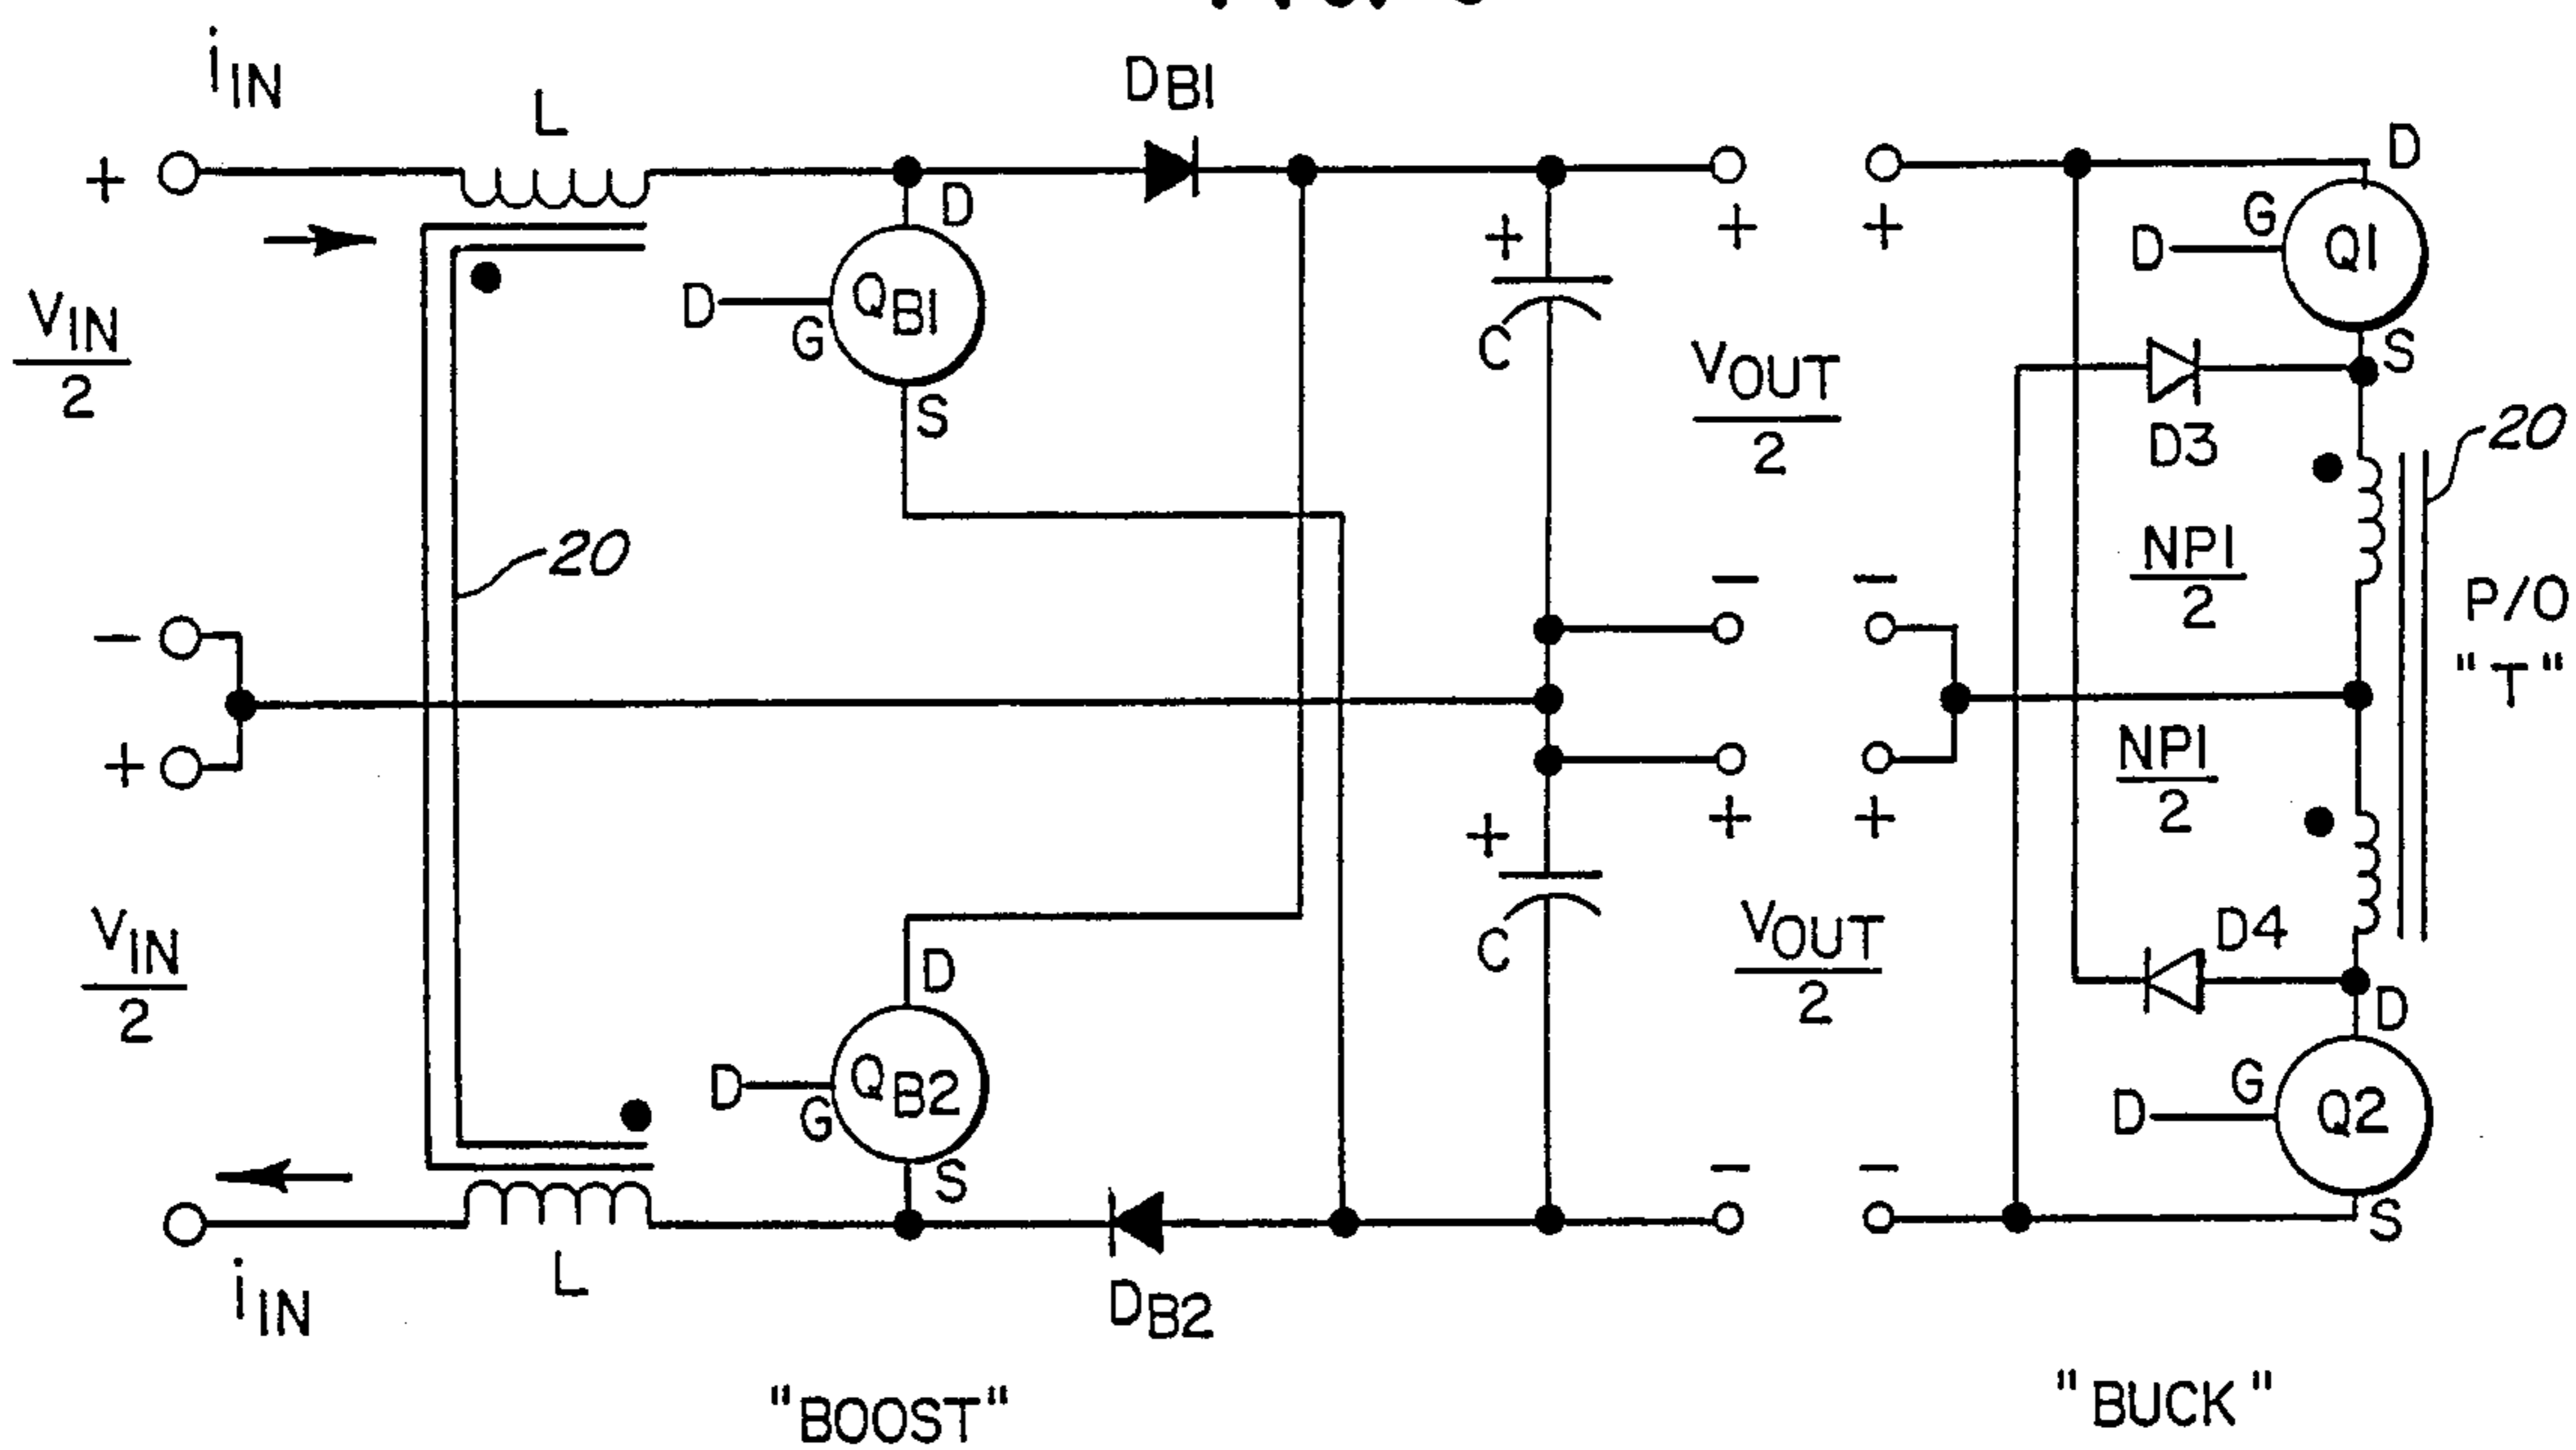 iIN
L
DB1
+
D
QB1
D
G
S
VIN
2
20
-
+
VIN
2
D
QB2
D
G
S
iIN
L
DB2
+
C
VOUT
2
+
-
+
+
C
VOUT
2
-
+
-
+
-
D
G
Q1
D
S
D3
20
NP1
2
P/O
"T"
NP1
2
D4
D
G
Q2
D
S
"BOOST"
"BUCK"